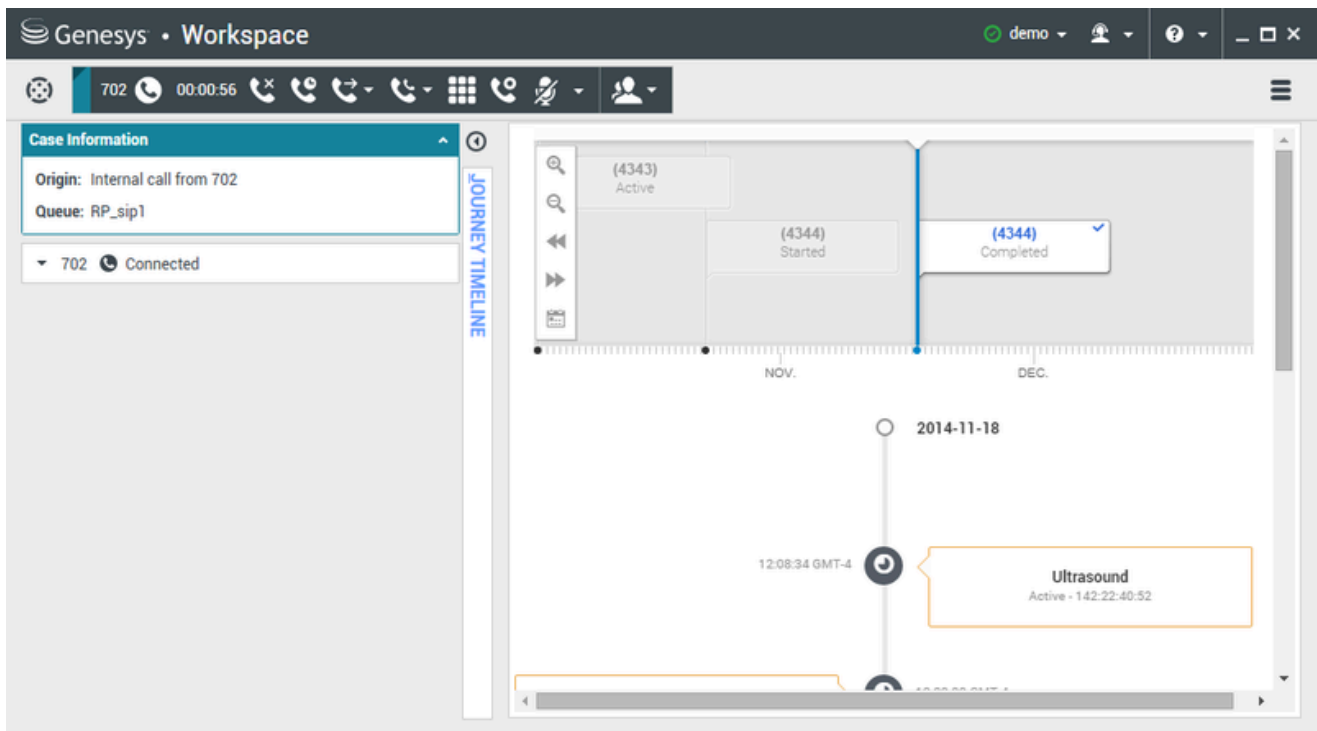 Genesys • Workspace
demo
702 00:00:56
Case Information
Origin: Internal call from 702
Queue: RP_sip1
702 Connected
JOURNEY TIMELINE
(4343)
Active
(4344)
Started
(4344)
Completed
NOV.
DEC.
2014-11-18
12:08:34 GMT-4
Ultrasound
Active - 142:22:40:52